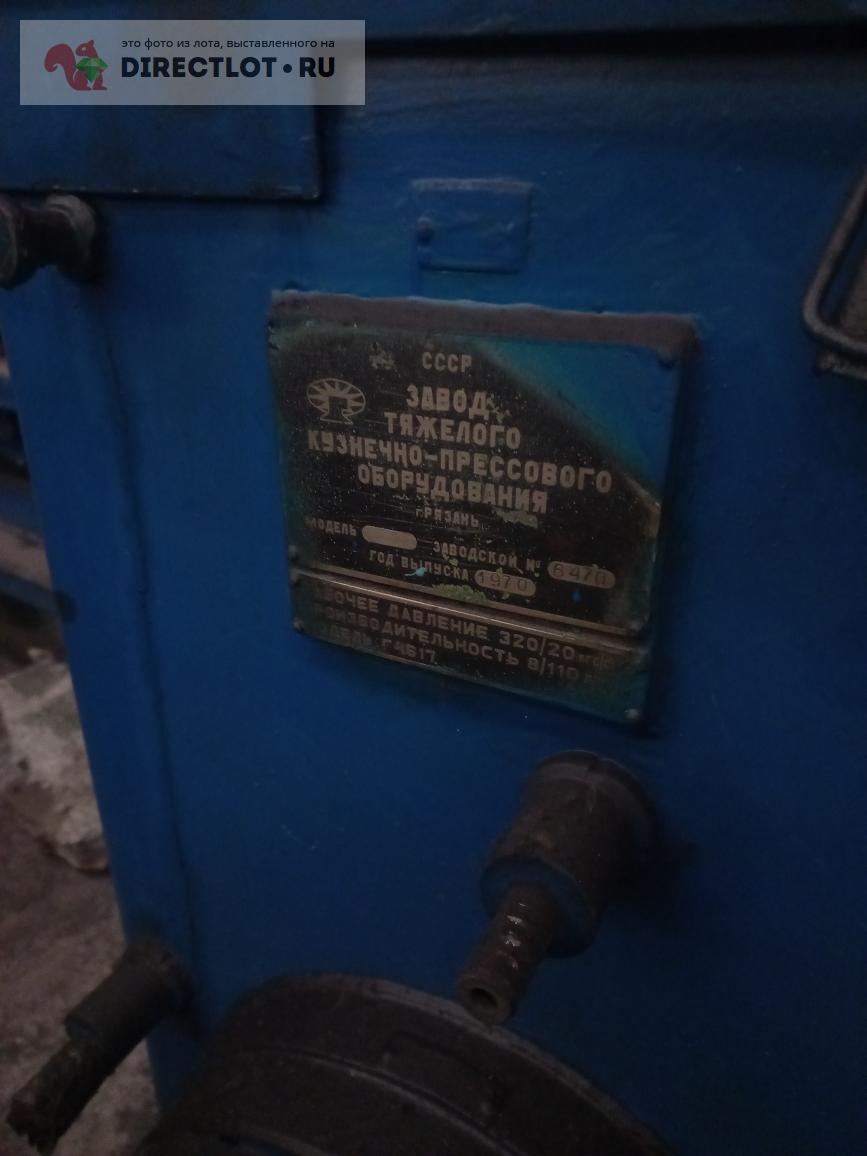 это фото из лота, выставленного на
DIRECTLOT.RU
СССР
ЗАВОД
ТЯЖЕЛОГО
КУЗНЕЧНО-ПРЕССОВОГО
ОБОРУДОВАНИЯ
г.РЯЗАНЬ
МОДЕЛЬ ЗАВОДСКОЙ №
ГОД ВЫПУСКА 1970
ДАВЛЕНИЕ 320/20
8/110